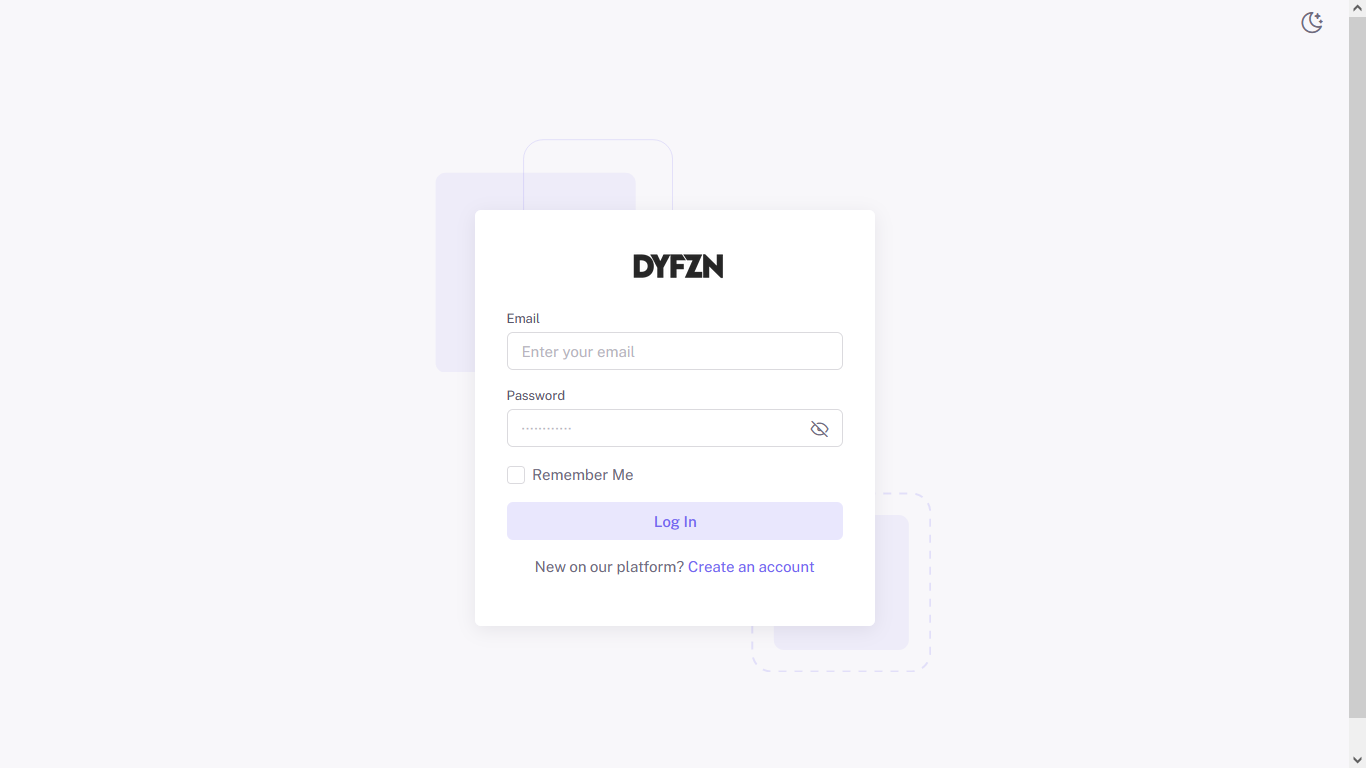 DYFZN
Email
Enter your email
Password
············
Remember Me
Log In
New on our platform? Create an account